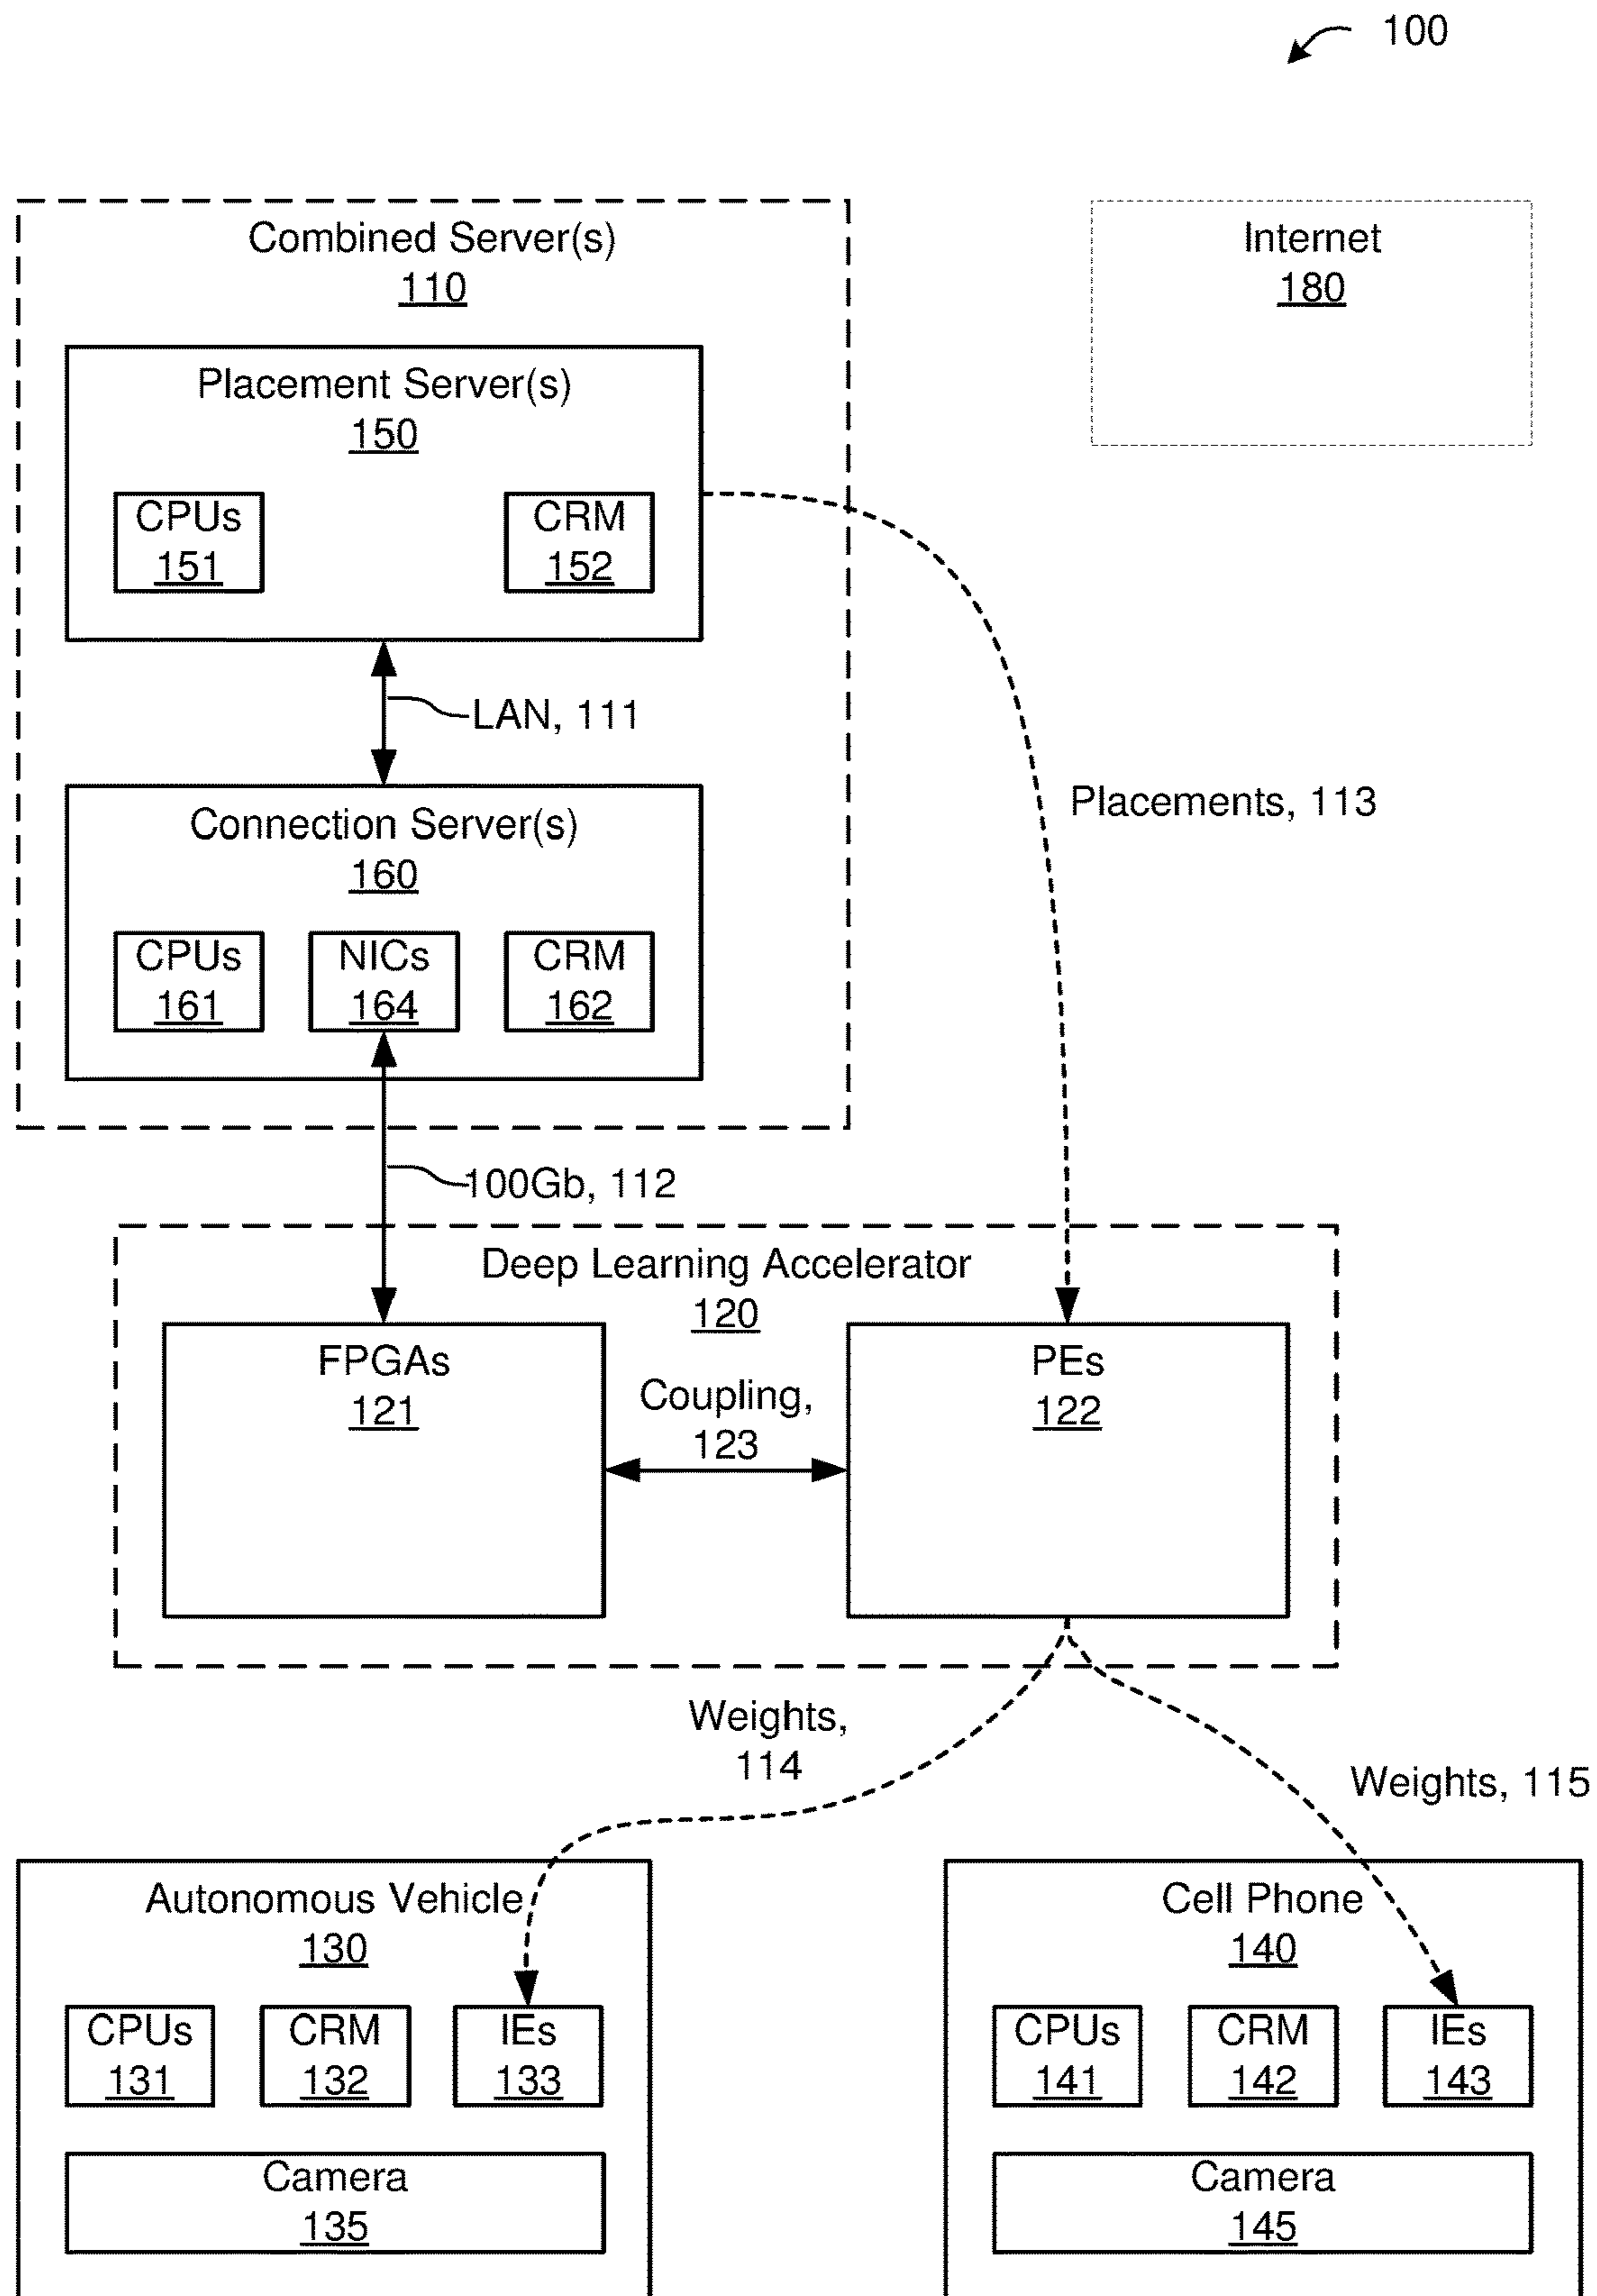 100
Combined Server(s)
110
Internet
180
Placement Server(s)
150
CPUs
151
CRM
152
LAN, 111
Placements, 113
Connection Server(s)
160
CPUs
161
NICs
164
CRM
162
100Gb, 112
Deep Learning Accelerator
120
FPGAs
121
Coupling,
123
PEs
122
Weights,
114
Weights, 115
Autonomous Vehicle
130
CPUs
131
CRM
132
IEs
133
Camera
135
Cell Phone
140
CPUs
141
CRM
142
IEs
143
Camera
145